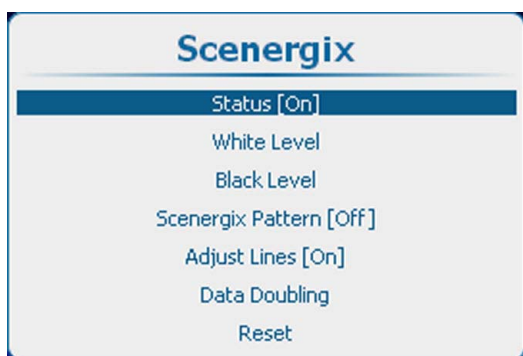 Scenergix
Status [On]
White Level
Black Level
Scenergix Pattern [Off]
Adjust Lines [On]
Data Doubling
Reset